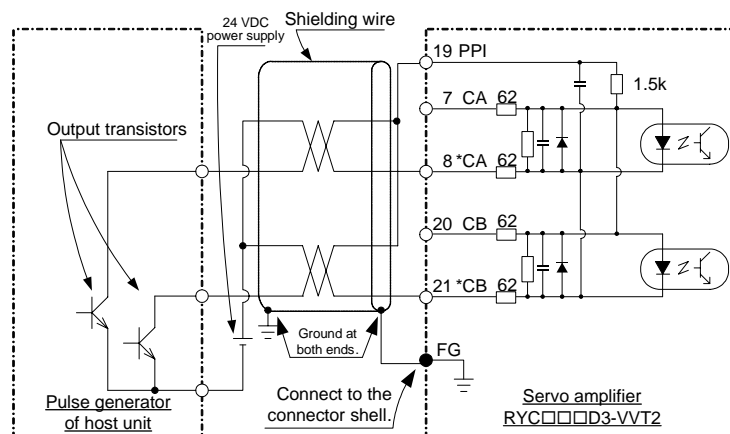 24 VDC
power supply
Shielding wire
19 PPI
1.5k
7 CA 62
Output transistors
8 *CA 62
20 CB 62
21 *CB 62
Ground at
both ends.
FG
Connect to the
connector shell.
Pulse generator
of host unit
Servo amplifier
RYC□□□D3-VVT2